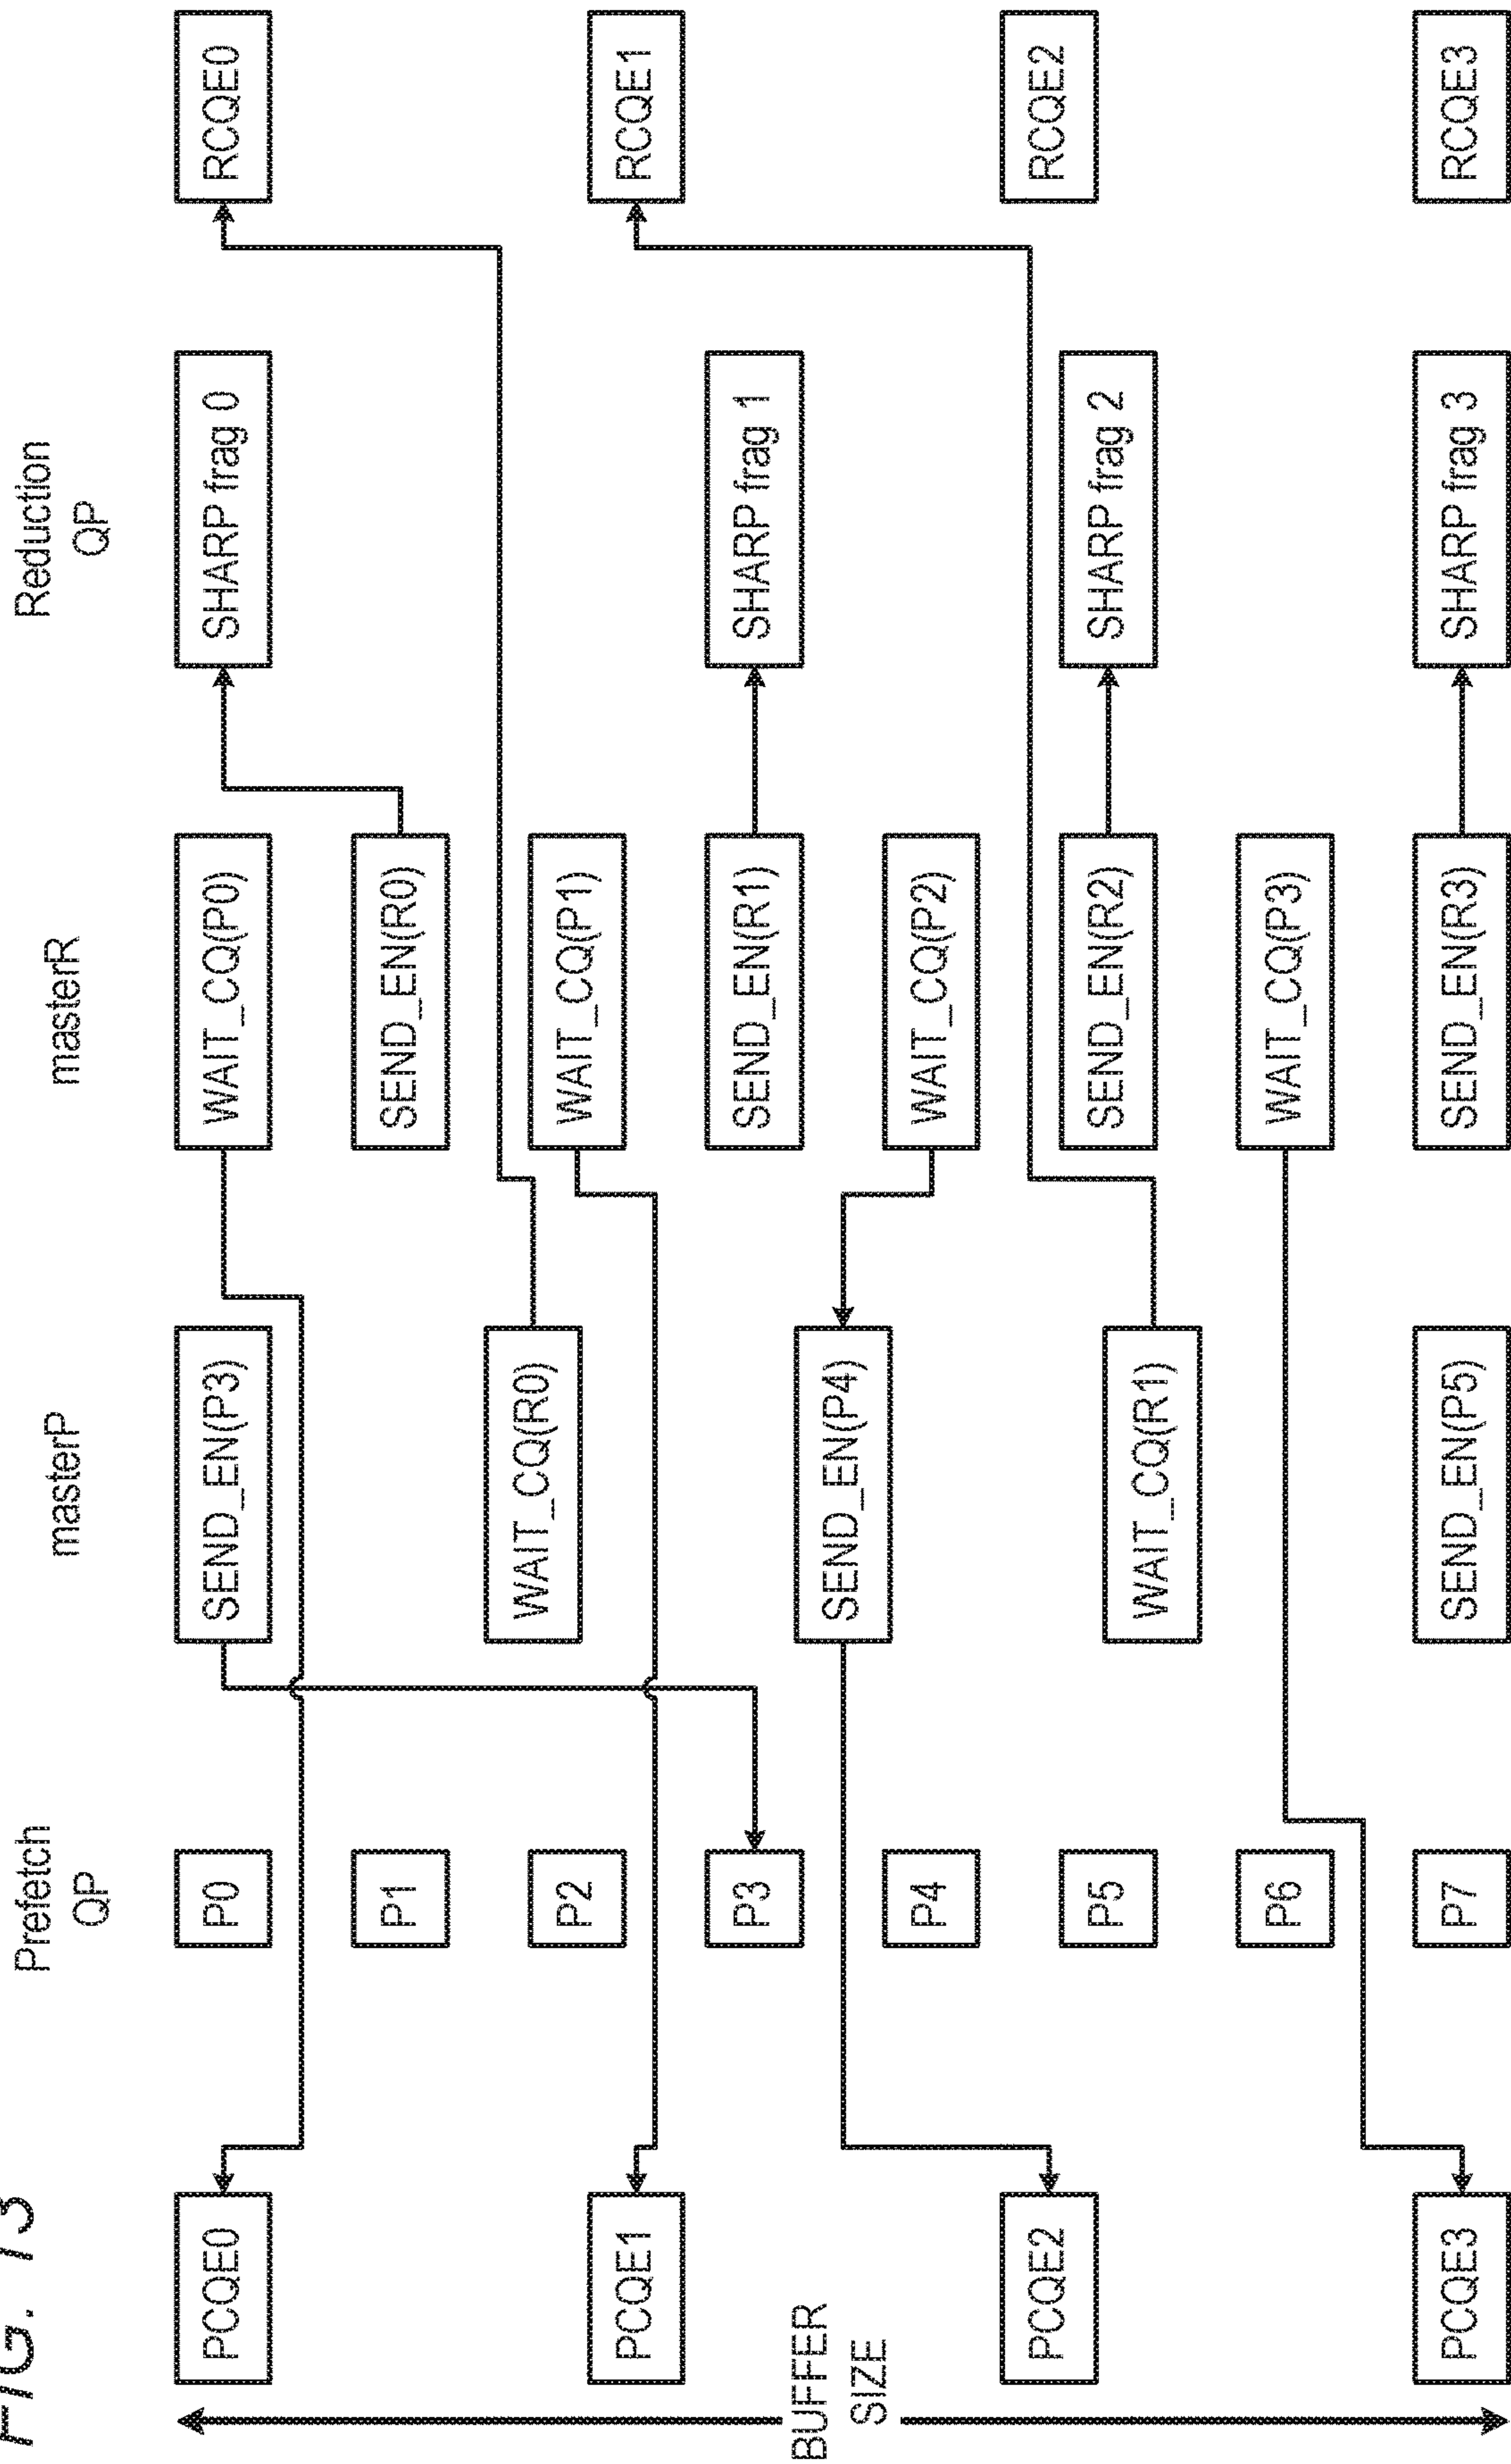 FIG. 13
Prefetch
QP
masterP
masterR
Reduction
QP
PCQE0
P0
SEND_EN(P3)
WAIT_CQ(P0)
SHARP frag 0
RCQE0
P1
SEND_EN(R0)
WAIT_CQ(R0)
P2
WAIT_CQ(P1)
PCQE1
RCQE1
P3
SEND_EN(R1)
SHARP frag 1
BUFFER
SIZE
SEND_EN(P4)
P4
WAIT_CQ(P2)
PCQE2
RCQE2
P5
SEND_EN(R2)
SHARP frag 2
WAIT_CQ(R1)
P6
WAIT_CQ(P3)
PCQE3
P7
SEND_EN(P5)
SEND_EN(R3)
SHARP frag 3
RCQE3